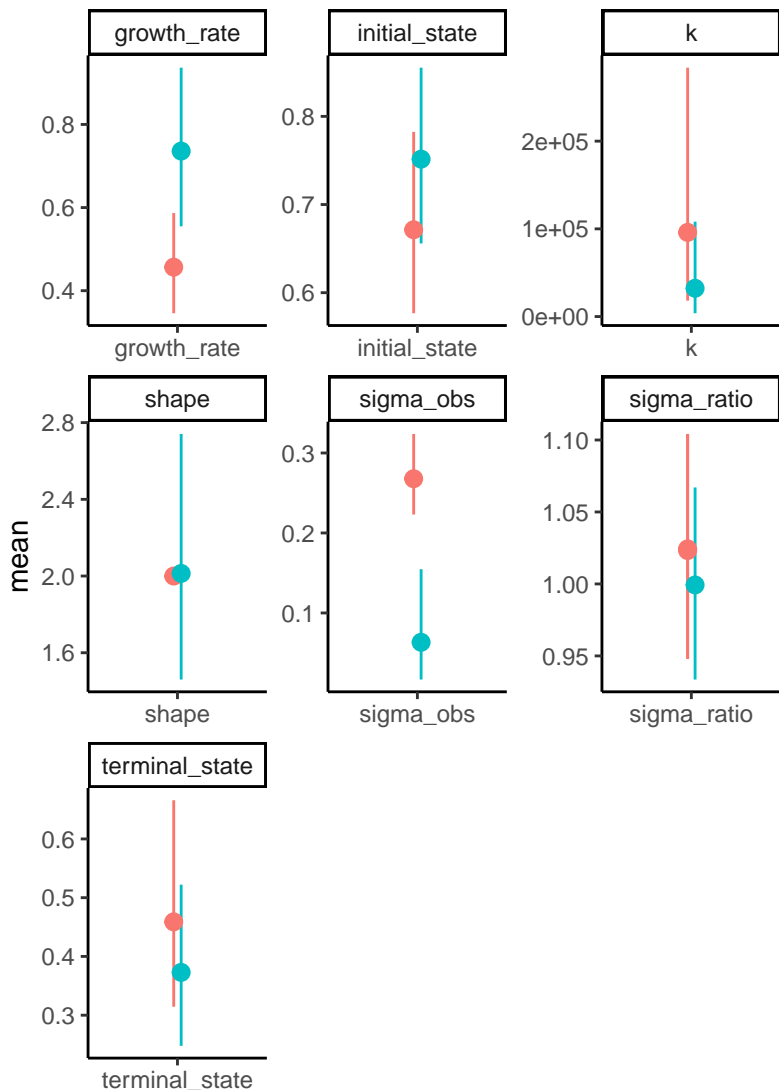 growth_rate
initial_state
k
0.8
0.6
0.4
0.8
0.7
0.6
2e+05
1e+05
0e+00
growth_rate
initial_state
k
shape
sigma_obs
sigma_ratio
mean
2.8
2.4
2.0
1.6
0.3
0.2
0.1
1.10
1.05
1.00
0.95
shape
sigma_obs
sigma_ratio
terminal_state
0.6
0.5
0.4
0.3
terminal_state